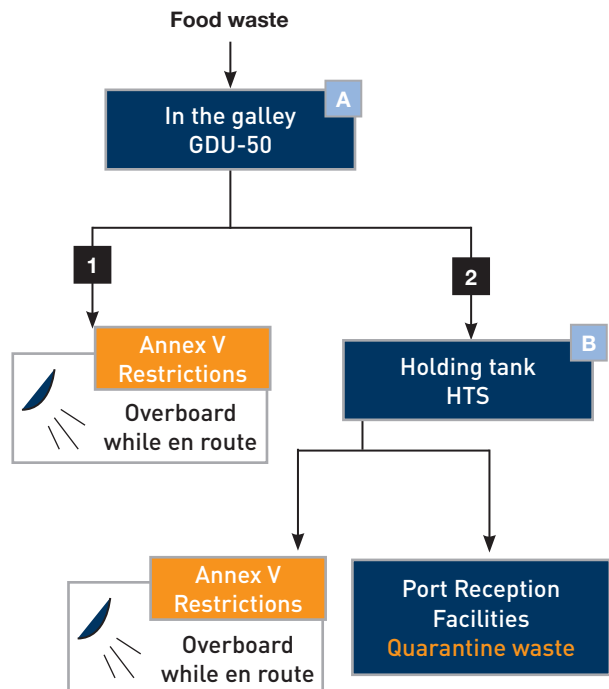 Food waste
A
In the galley
GDU-50
1
2
Annex V
Restrictions
Overboard
while en route
B
Holding tank
HTS
Annex V
Restrictions
Overboard
while en route
Port Reception
Facilities
Quarantine waste